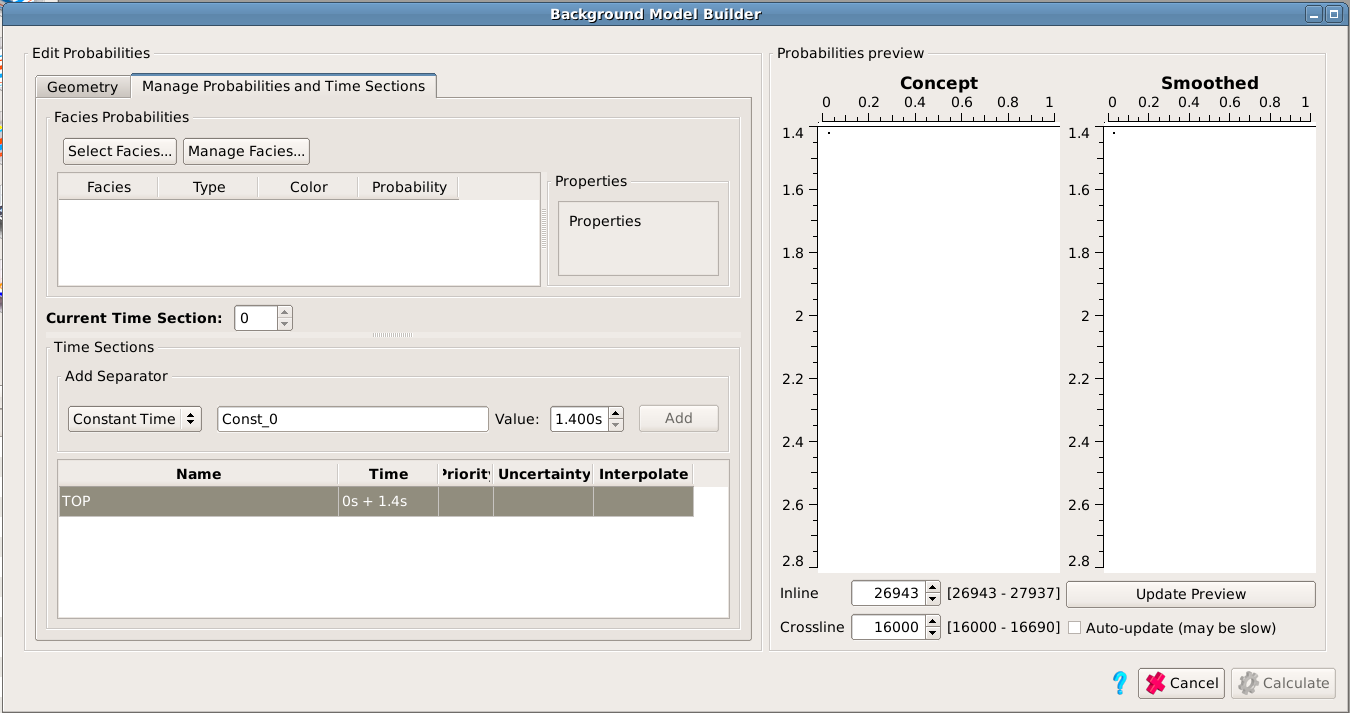 Background Model Builder
Edit Probabilities
Geometry
Manage Probabilities and Time Sections
Facies Probabilities
Select Facies...
Manage Facies...
Facies Type Color Probability
Properties
Properties
Current Time Section: 0
Time Sections
Add Separator
Constant Time Const_0 Value: 1.400s Add
Name Time Priorit Uncertainty Interpolate
TOP 0s + 1.4s
Probabilities preview
Concept
0 0.2 0.4 0.6 0.8 1
1.4
1.6
1.8
2
2.2
2.4
2.6
2.8
Smoothed
0 0.2 0.4 0.6 0.8 1
1.4
1.6
1.8
2
2.2
2.4
2.6
2.8
Inline 26943 [26943 - 27937] Update Preview
Crossline 16000 [16000 - 16690] Auto-update (may be slow)
? Cancel Calculate